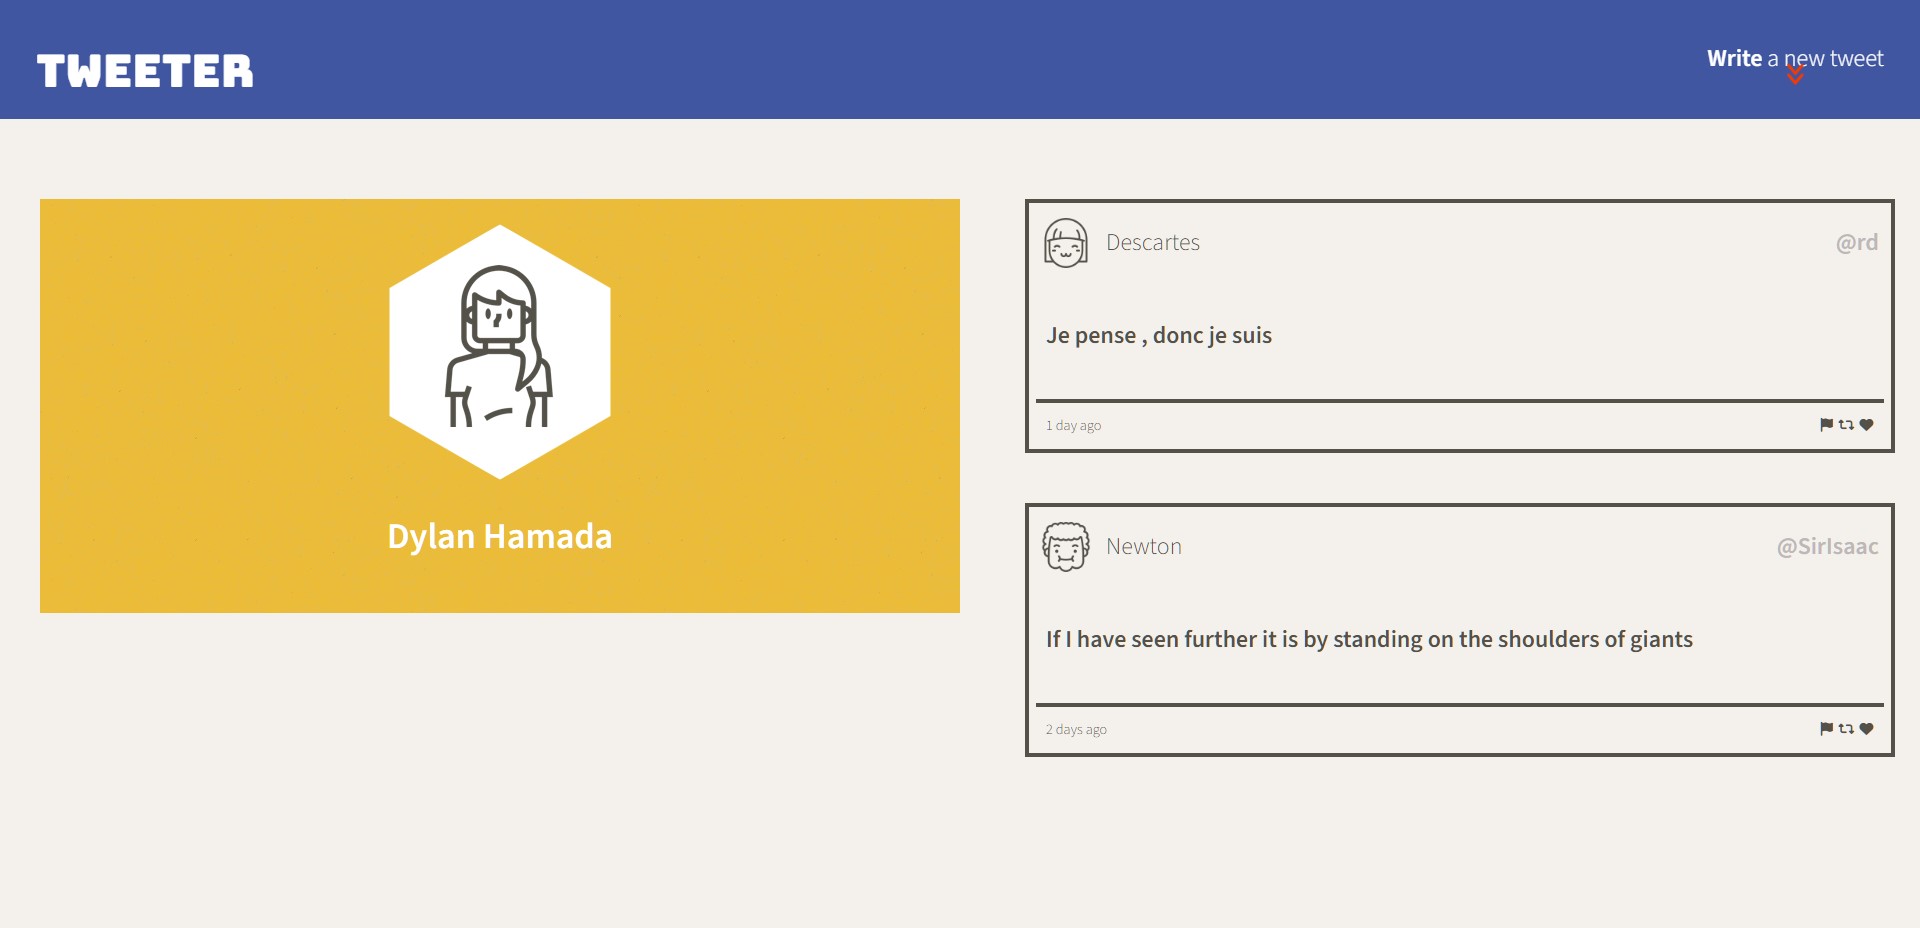 TWEETER
Write a new tweet
Dylan Hamada
Descartes
@rd
Je pense , donc je suis
1 day ago
Newton
@SirIsaac
If I have seen further it is by standing on the shoulders of giants
2 days ago